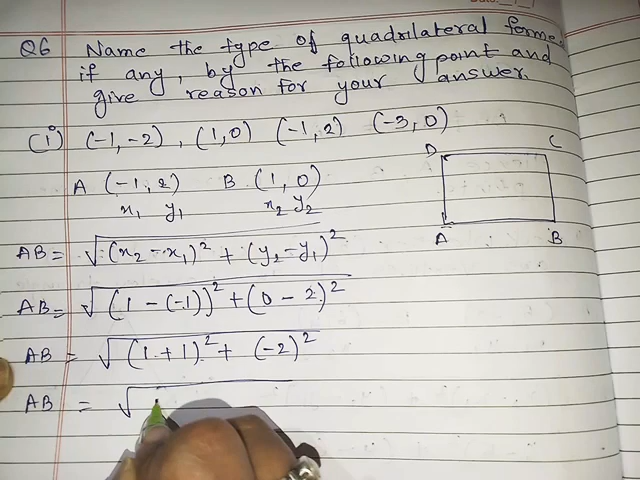 Q6 Name the type of quadrilateral forme
if any, by the following point and
give reason for your answer.
(i) (-1,-2), (1,0) (-1,2) (-3,0)
D C
A (-1,2) B (1,0)
x₁ y₁ x₂ y₂
A B
AB = √(x₂-x₁)² + (y₂-y₁)²
AB = √(1-(-1))² + (0-2)²
AB = √(1+1)² + (-2)²
AB = √